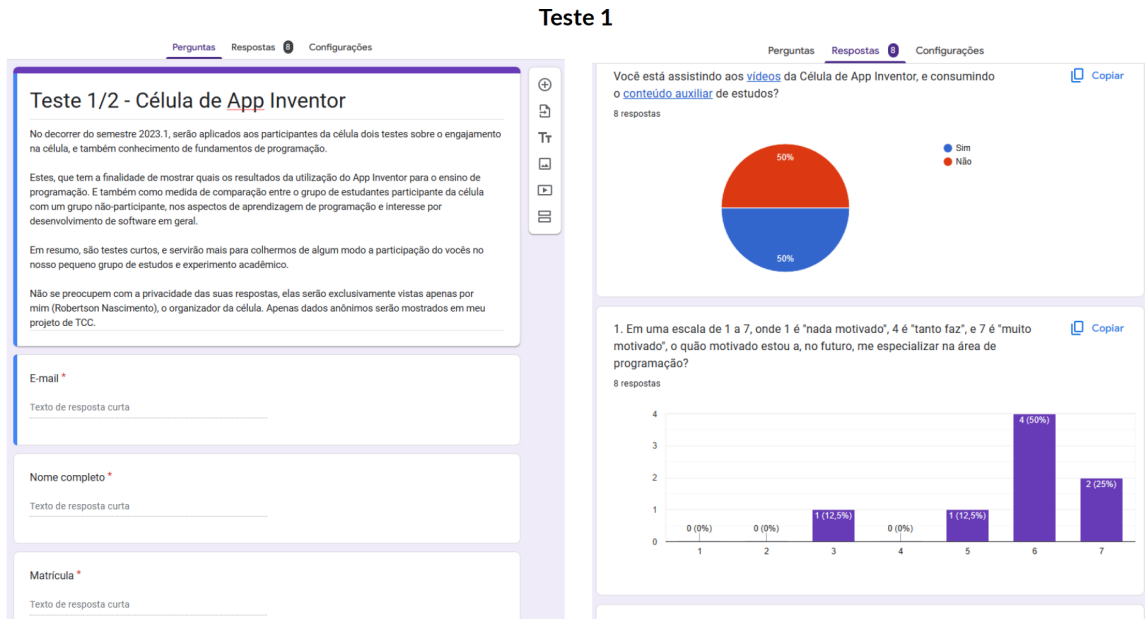 Teste 1
Perguntas Respostas 8 Configurações
Teste 1/2 - Célula de App Inventor
No decorrer do semestre 2023.1, serão aplicados aos participantes da célula dois testes sobre o engajamento
na célula, e também conhecimento de fundamentos de programação.
Estes, que tem a finalidade de mostrar quais os resultados da utilização do App Inventor para o ensino de
programação. E também como medida de comparação entre o grupo de estudantes participante da célula
com um grupo não-participante, nos aspectos de aprendizagem de programação e interesse por
desenvolvimento de software em geral.
Em resumo, são testes curtos, e servirão mais para colhermos de algum modo a participação do vocês no
nosso pequeno grupo de estudos e experimento acadêmico.
Não se preocupem com a privacidade das suas respostas, elas serão exclusivamente vistas apenas por
mim (Robertson Nascimento), o organizador da célula. Apenas dados anônimos serão mostrados em meu
projeto de TCC.
Tт
E-mail *
Texto de resposta curta
Nome completo *
Texto de resposta curta
Matrícula *
Texto de resposta curta
Perguntas Respostas 8 Configurações
Você está assistindo aos vídeos da Célula de App Inventor, e consumindo
o conteúdo auxiliar de estudos?
Copiar
8 respostas
50%
50%
Sim
Não
1. Em uma escala de 1 a 7, onde 1 é "nada motivado", 4 é "tanto faz", e 7 é "muito
motivado", o quão motivado estou a, no futuro, me especializar na área de
programação?
Copiar
8 respostas
4
3
2
1
0
0 (0%)
0 (0%)
1 (12,5%)
0 (0%)
1 (12,5%)
4 (50%)
2 (25%)
1 2 3 4 5 6 7